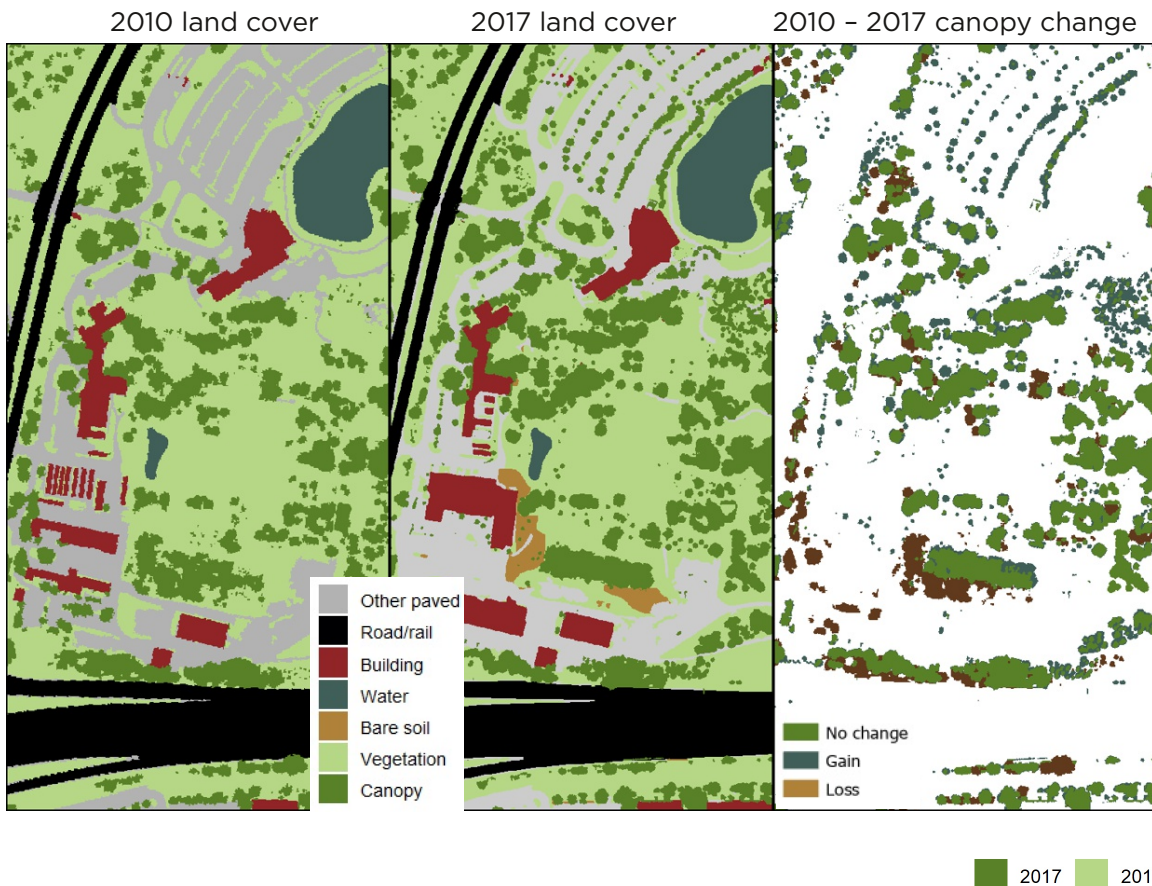 2010 land cover
2017 land cover
2010 – 2017 canopy change
Other paved
Road/rail
Building
Water
Bare soil
Vegetation
Canopy
No change
Gain
Loss
2017
201